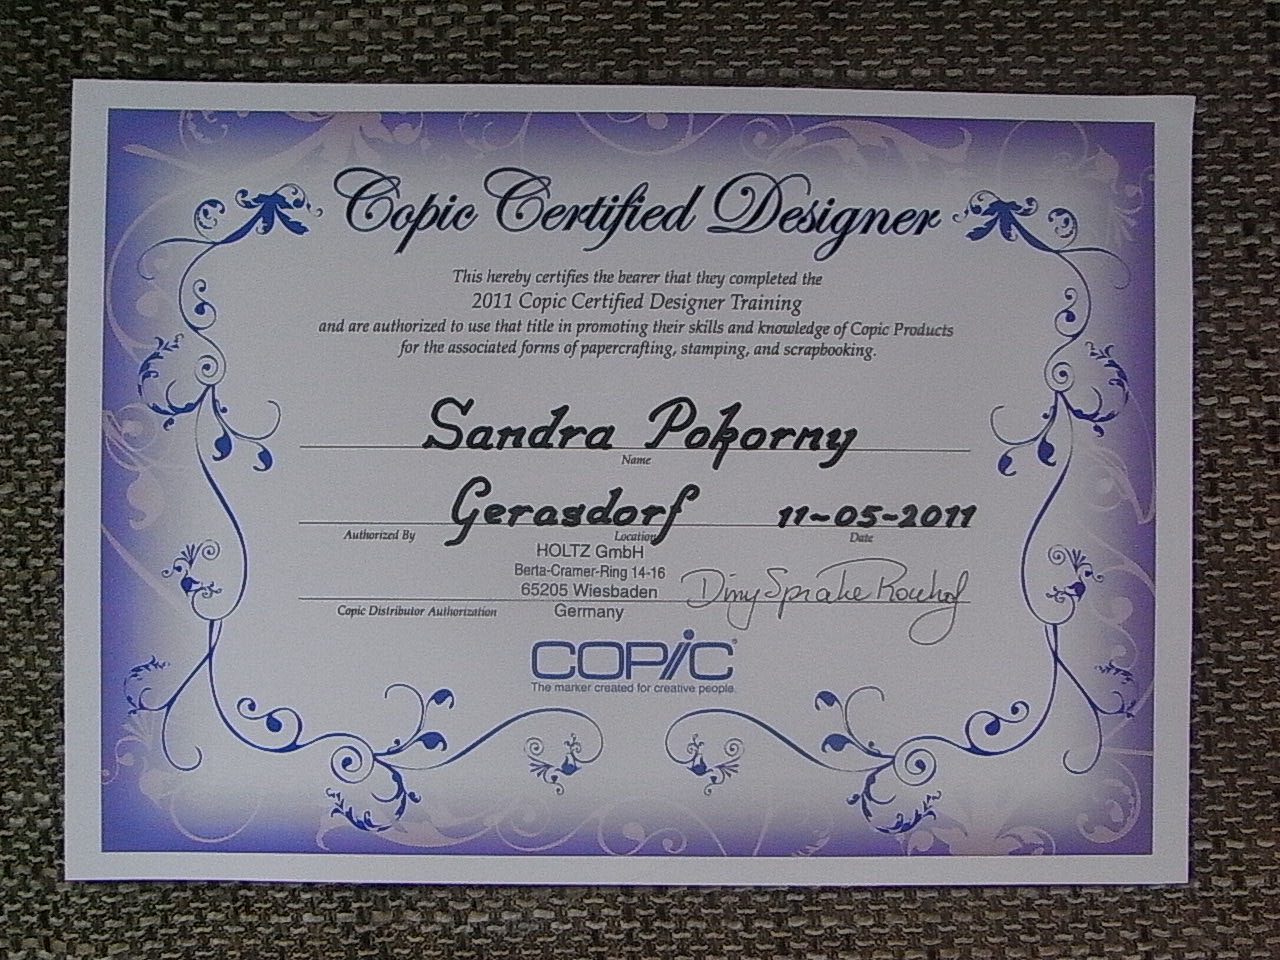 Copic Certified Designer
This hereby certifies the bearer that they completed the
2011 Copic Certified Designer Training
and are authorized to use that title in promoting their skills and knowledge of Copic Products
for the associated forms of papercrafting, stamping, and scrapbooking.
Sandra Pokorny
Name
Gerasdorf 11-05-2011
Authorized By Location Date
HOLTZ GmbH
Berta-Cramer-Ring 14-16
65205 Wiesbaden
Copic Distributor Authorization Germany
COPiC
The marker created for creative people.